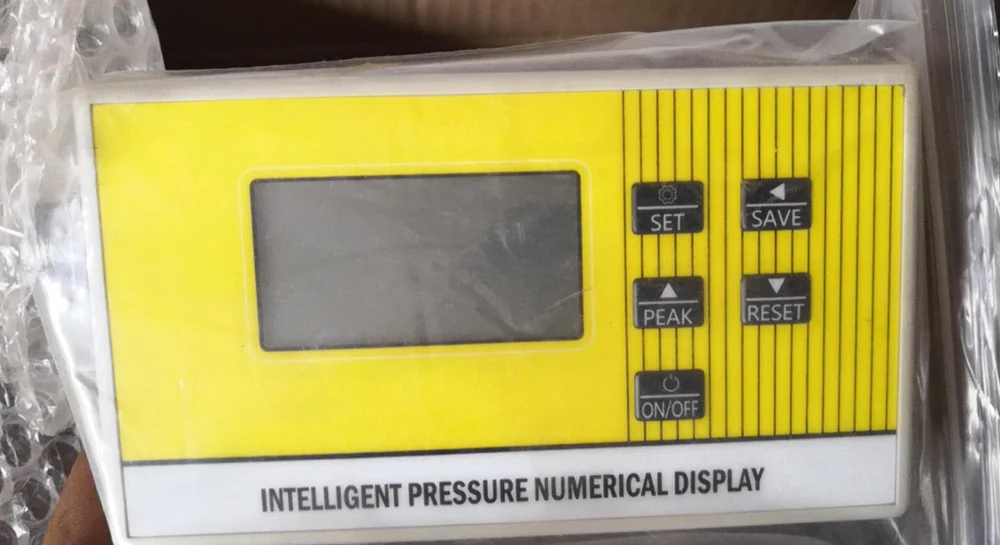 SET
SAVE
PEAK
RESET
ON/OFF
INTELLIGENT PRESSURE NUMERICAL DISPLAY